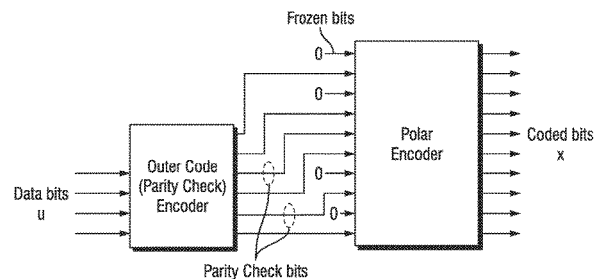 Frozen bits
0
0
Outer Code
(Parity Check)
Encoder
Polar
Encoder
Coded bits
x
Data bits
u
0
0
Parity Check bits